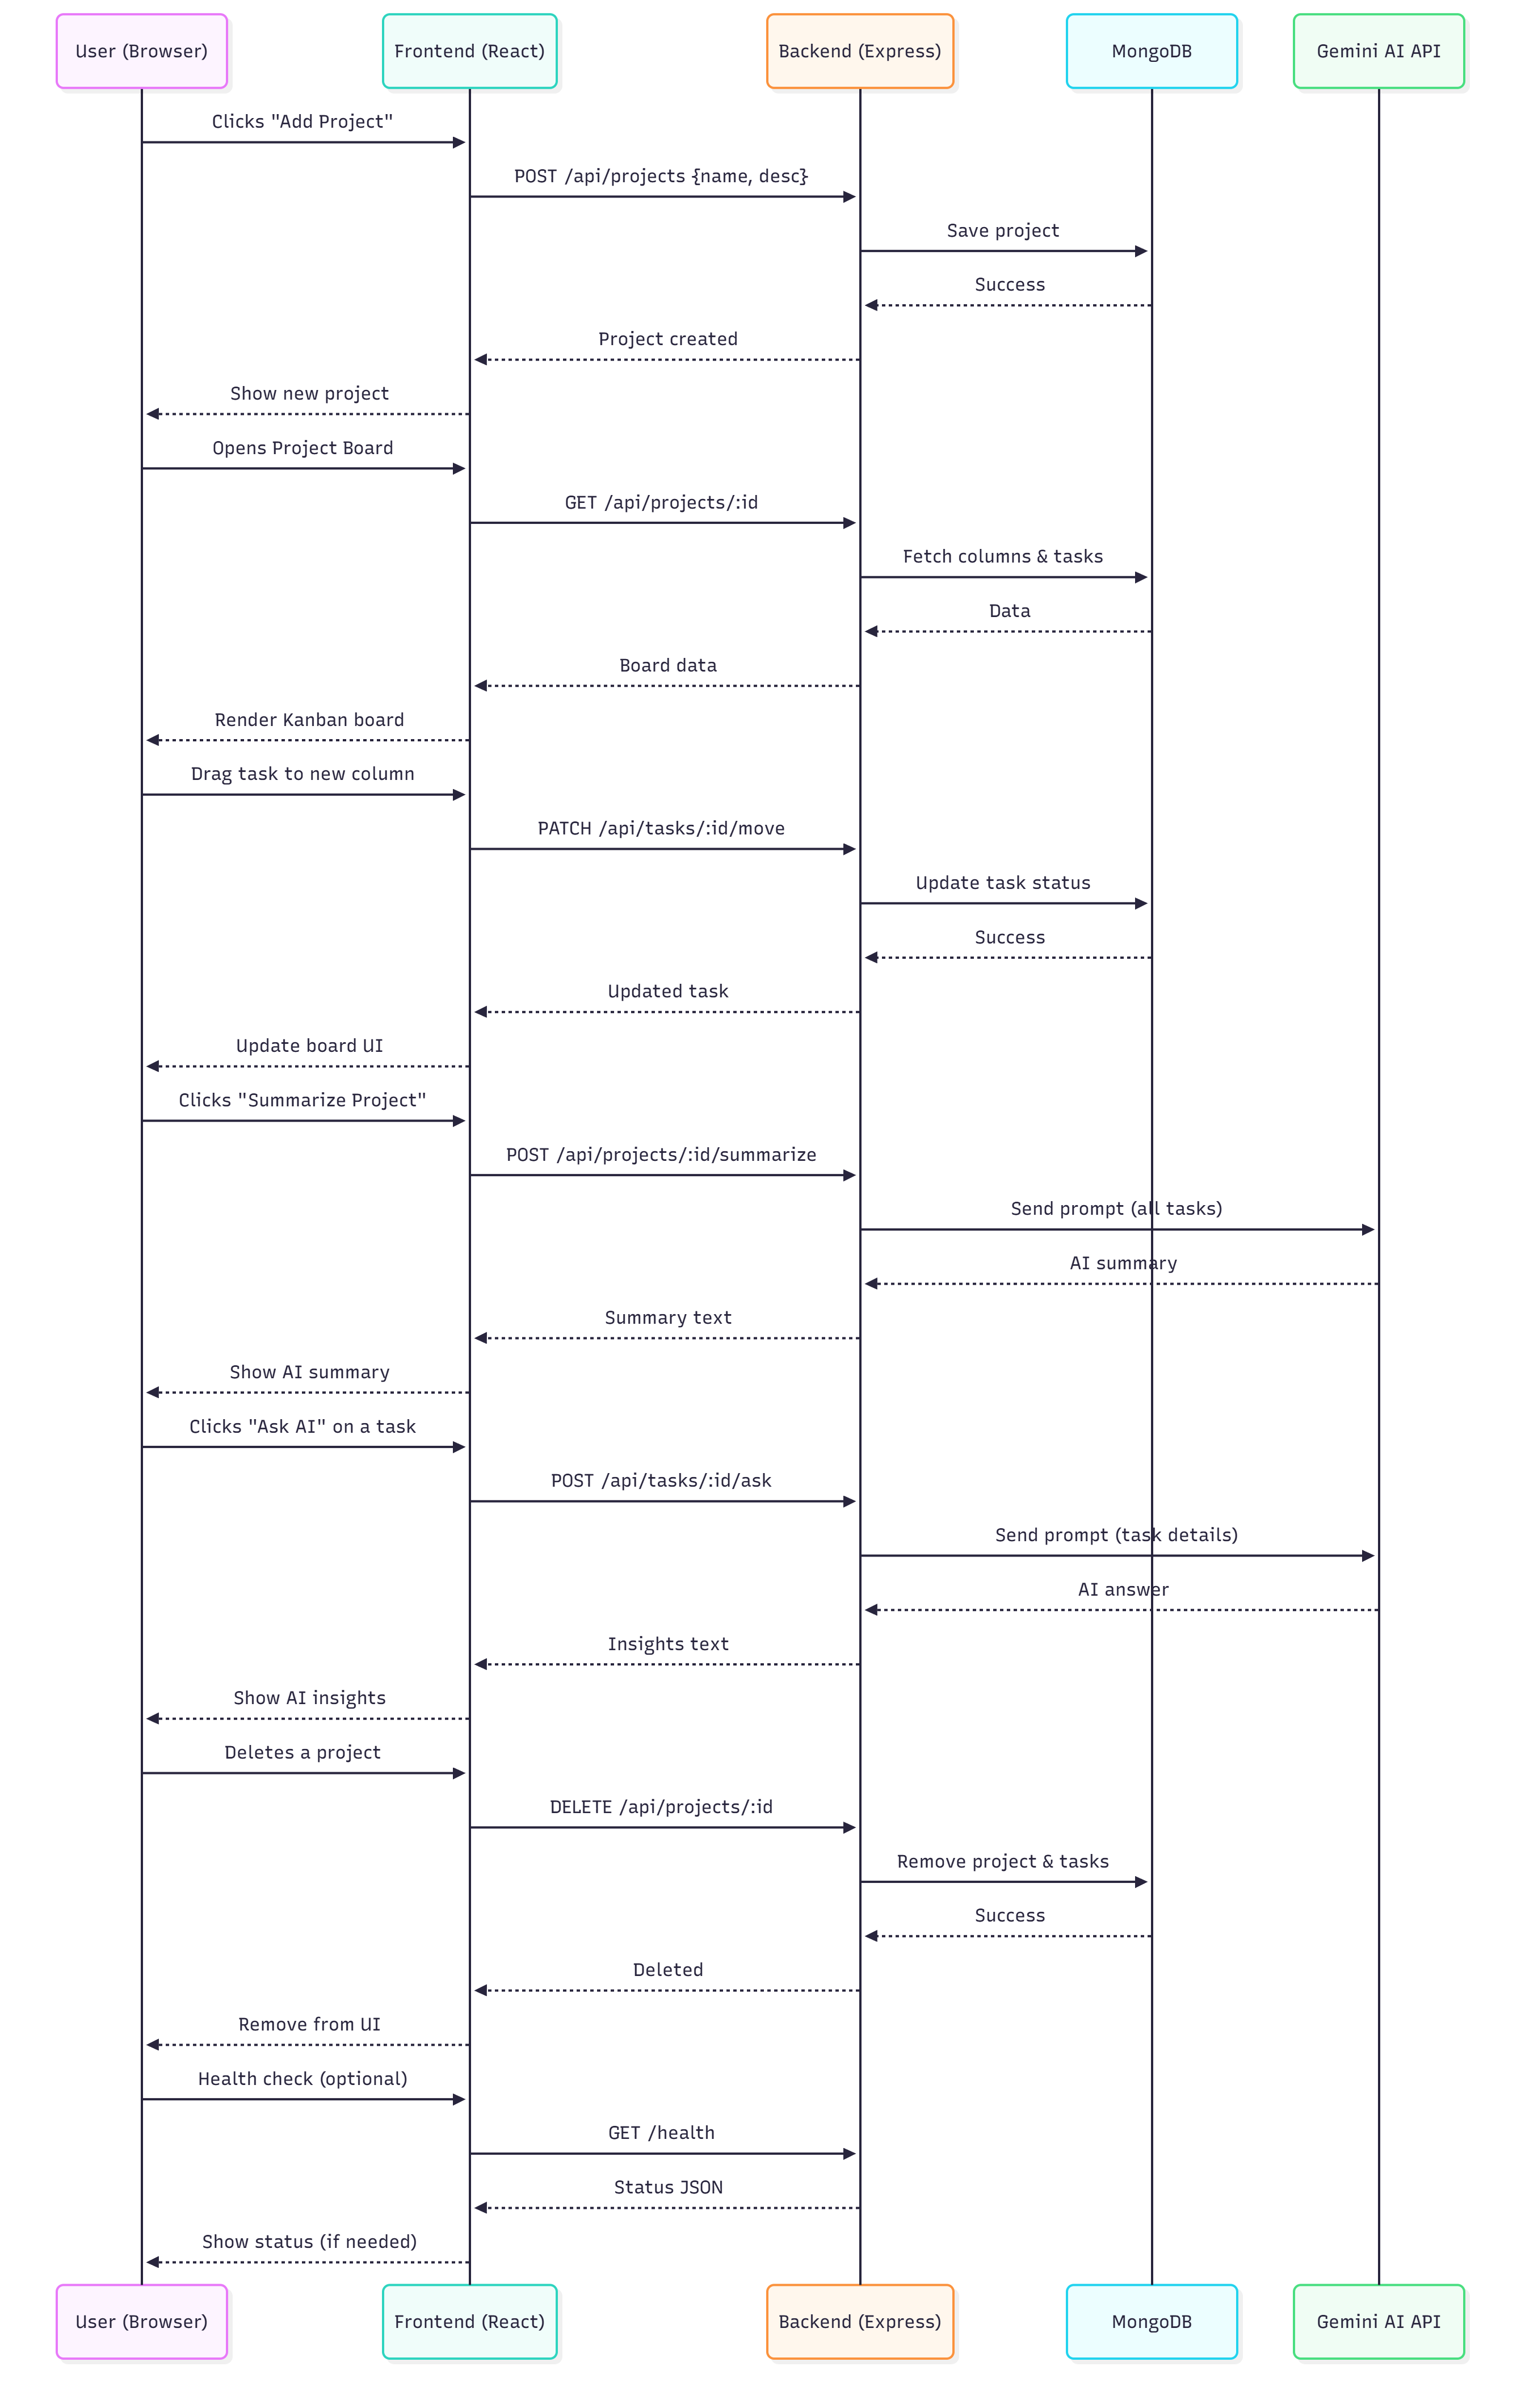 User (Browser)
Frontend (React)
Backend (Express)
MongoDB
Gemini AI API
Clicks "Add Project"
POST /api/projects {name, desc}
Save project
Success
Project created
Show new project
Opens Project Board
GET /api/projects/:id
Fetch columns & tasks
Data
Board data
Render Kanban board
Drag task to new column
PATCH /api/tasks/:id/move
Update task status
Success
Updated task
Update board UI
Clicks "Summarize Project"
POST /api/projects/:id/summarize
Send prompt (all tasks)
AI summary
Summary text
Show AI summary
Clicks "Ask AI" on a task
POST /api/tasks/:id/ask
Send prompt (task details)
AI answer
Insights text
Show AI insights
Deletes a project
DELETE /api/projects/:id
Remove project & tasks
Success
Deleted
Remove from UI
Health check (optional)
GET /health
Status JSON
Show status (if needed)
User (Browser)
Frontend (React)
Backend (Express)
MongoDB
Gemini AI API